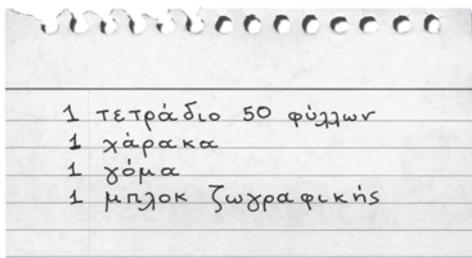 1 τετράδιο 50 φύλλων
1 χάρακα
1 γόμα
1 μπλοκ ζωγραφικής